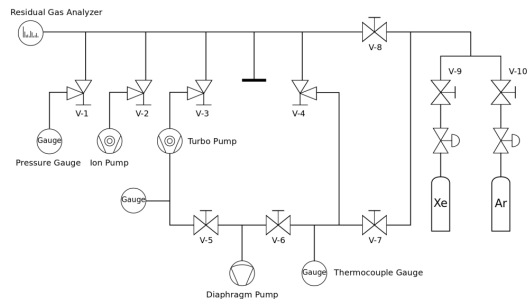 Residual Gas Analyzer
V-8
V-9
V-10
V-1
V-2
V-3
V-4
Gauge
Turbo Pump
Pressure Gauge
Ion Pump
Gauge
Xe
Ar
V-5
V-6
V-7
Gauge
Thermocouple Gauge
Diaphragm Pump